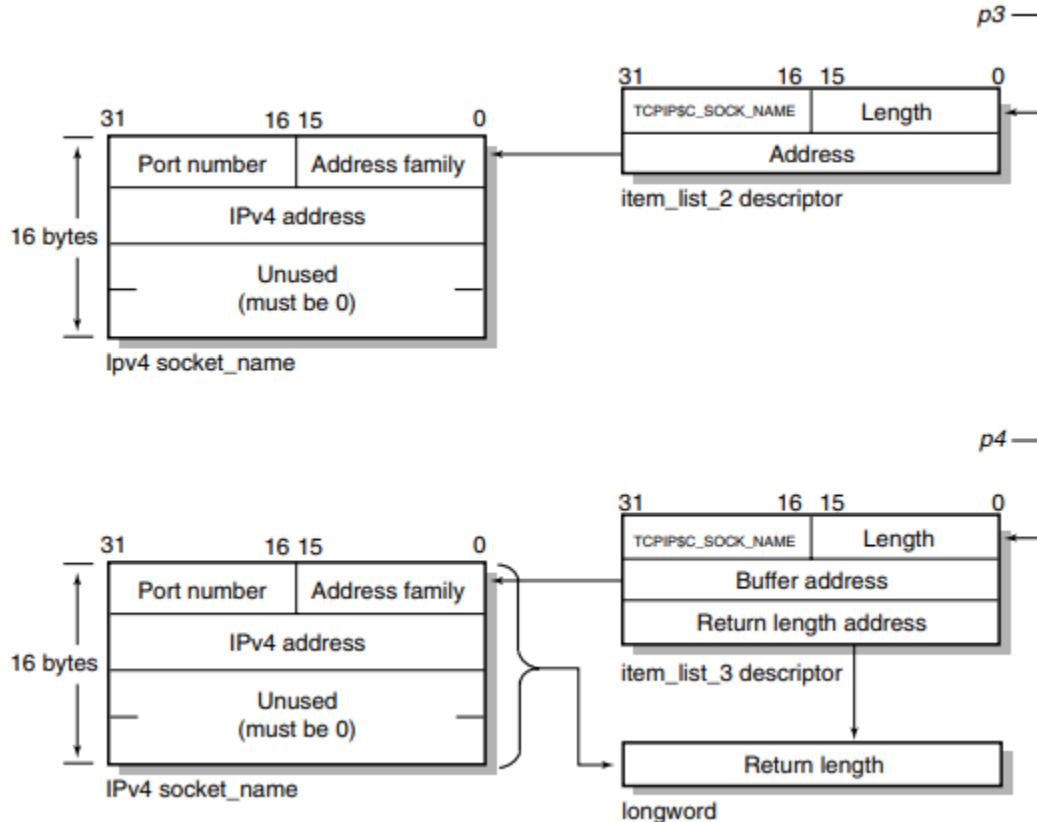 p3
31 16 15 0
TCPIP$C_SOCK_NAME Length
Address
item_list_2 descriptor
31 16 15 0
Port number Address family
IPv4 address
16 bytes
Unused
(must be 0)
Ipv4 socket_name
p4
31 16 15 0
TCPIP$C_SOCK_NAME Length
Buffer address
Return length address
item_list_3 descriptor
31 16 15 0
Port number Address family
IPv4 address
16 bytes
Unused
(must be 0)
IPv4 socket_name
Return length
longword